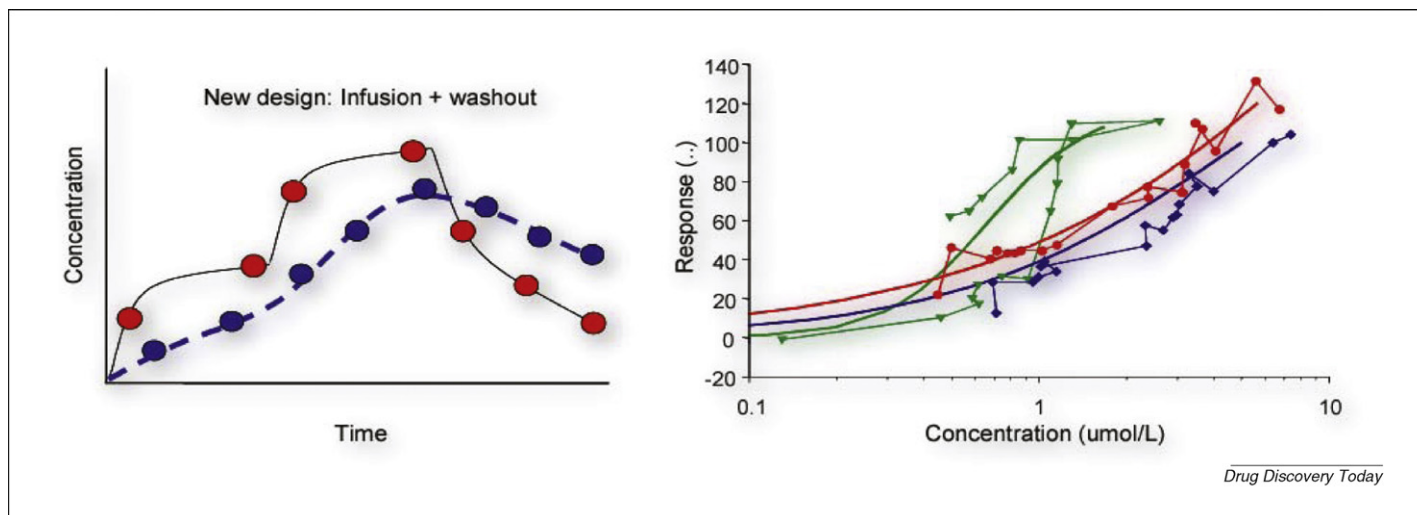 New design: Infusion + washout
Concentration
Time
140
120
100
80
60
40
20
0
-20
Response (..)
0.1
1
10
Concentration (umol/L)
Drug Discovery Today